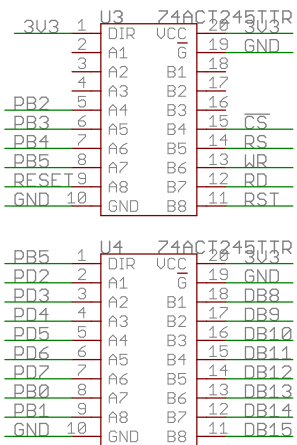 U3 74ACT245TTR
3V3 1 DIR VCC 20 3V3
2 A1 G̅ 19 GND
3 A2 B1 18
4 A3 B2 17
PB2 5 A4 B3 16
PB3 6 A5 B4 15 C̅S̅
PB4 7 A6 B5 14 RS
PB5 8 A7 B6 13 WR
RESET 9 A8 B7 12 RD
GND 10 GND B8 11 RST
U4 74ACT245TTR
PB5 1 DIR VCC 20 3V3
PD2 2 A1 G̅ 19 GND
PD3 3 A2 B1 18 DB8
PD4 4 A3 B2 17 DB9
PD5 5 A4 B3 16 DB10
PD6 6 A5 B4 15 DB11
PD7 7 A6 B5 14 DB12
PB0 8 A7 B6 13 DB13
PB1 9 A8 B7 12 DB14
GND 10 GND B8 11 DB15